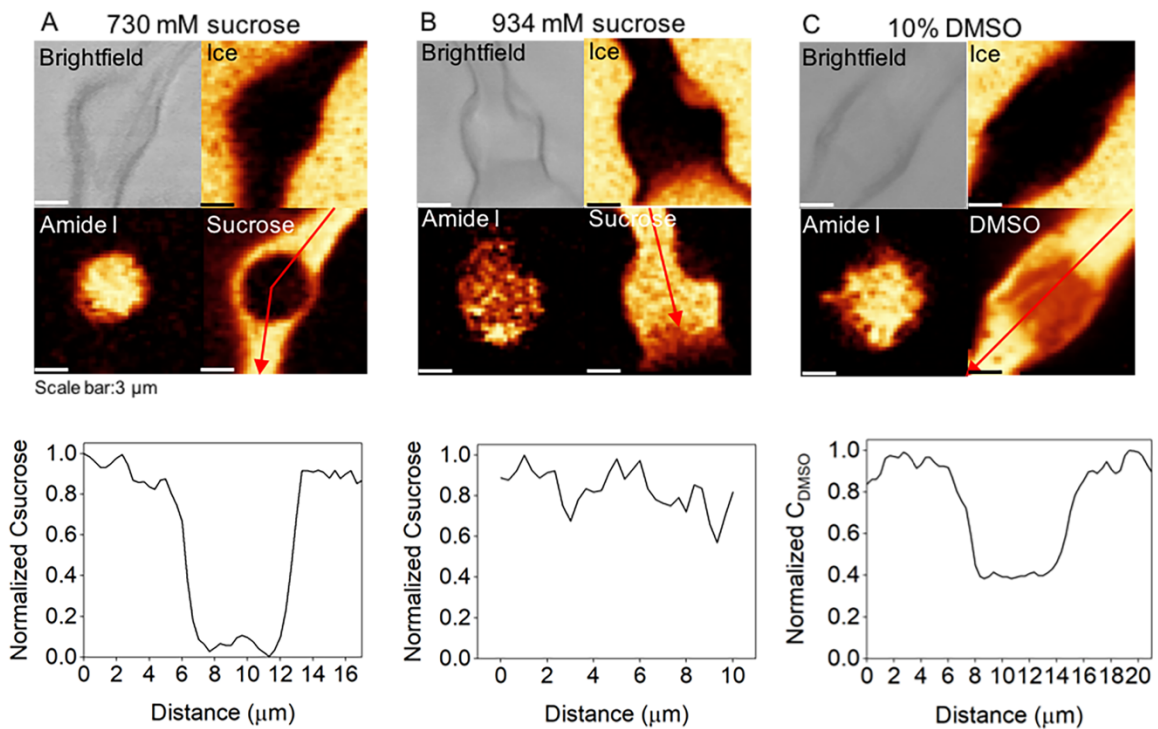 A 730 mM sucrose
Brightfield Ice
Amide I Sucrose
Scale bar:3 μm
Normalized Csucrose
1.0
0.8
0.6
0.4
0.2
0.0
0 2 4 6 8 10 12 14 16
Distance (μm)
B 934 mM sucrose
Brightfield Ice
Amide I Sucrose
Normalized Csucrose
1.0
0.8
0.6
0.4
0.2
0.0
0 2 4 6 8 10
Distance (μm)
C 10% DMSO
Brightfield Ice
Amide I DMSO
Normalized CDMSO
1.0
0.8
0.6
0.4
0.2
0.0
0 2 4 6 8 10 12 14 16 18 20
Distance (μm)